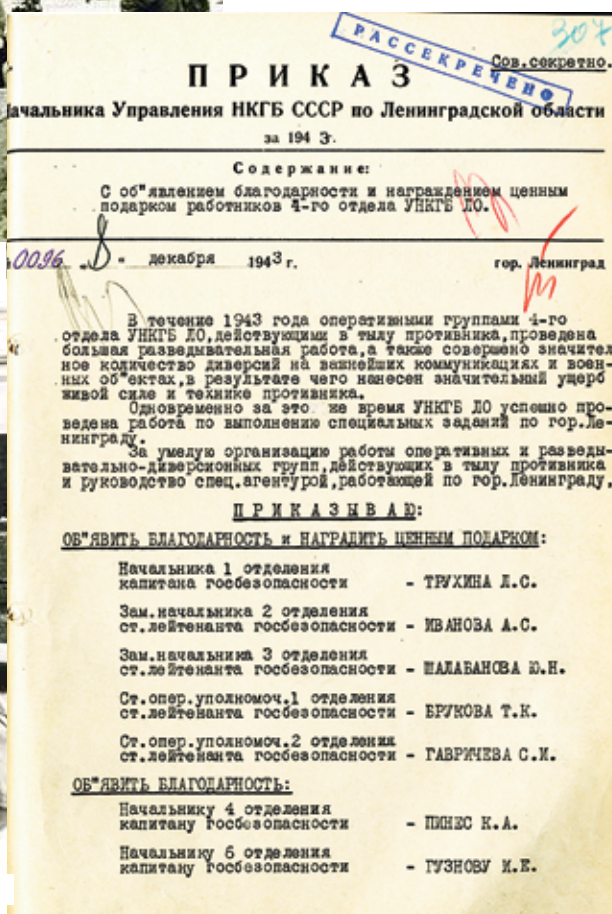 307
РАССЕКРЕЧЕНО
Сов.секретно.
ПРИКАЗ
Начальника Управления НКГБ СССР по Ленинградской области
за 1943г.
Содержание:
С об"явлением благодарности и награждением ценным
подарком работников 4-го отдела УНКГБ ЛО.
0096 „8" декабря 1943 г. гор. Ленинград
В течение 1943 года оперативными группами 4-го
отдела УНКГБ ЛО,действующими в тылу противника,проведена
большая разведывательная работа,а также совершено значител
ное количество диверсий на важнейших коммуникациях и воен-
ных об"ектах,в результате чего нанесен значительный ущерб
живой силе и технике противника.
Одновременно за это же время УНКГБ ЛО успешно про-
ведена работа по выполнению специальных заданий по гор.Ле-
нинграду.
За умелую организацию работы оперативных и разведы-
вательно-диверсионных групп,действующих в тылу противника
и руководство спец.агентурой,работающей по гор.Ленинграду,
ПРИКАЗЫВАЮ:
ОБ"ЯВИТЬ БЛАГОДАРНОСТЬ и НАГРАДИТЬ ЦЕННЫМ ПОДАРКОМ:
Начальника 1 отделения
капитана госбезопасности - ТРУХИНА Л.С.
Зам.начальника 2 отделения
ст.лейтенанта госбезопасности - ИВАНОВА А.С.
Зам.начальника 3 отделения
ст.лейтенанта госбезопасности - ШАЛАБАНОВА Ю.Н.
Ст.опер.уполномоч.1 отделения
ст.лейтенанта госбезопасности - БРУКОВА Т.К.
Ст.опер.уполномоч.2 отделения
ст.лейтенанта госбезопасности - ГАВРИЧЕВА С.И.
ОБ"ЯВИТЬ БЛАГОДАРНОСТЬ:
Начальнику 4 отделения
капитану госбезопасности - ПИНЕС К.А.
Начальнику 6 отделения
капитану госбезопасности - ГУЗНОВУ И.Е.